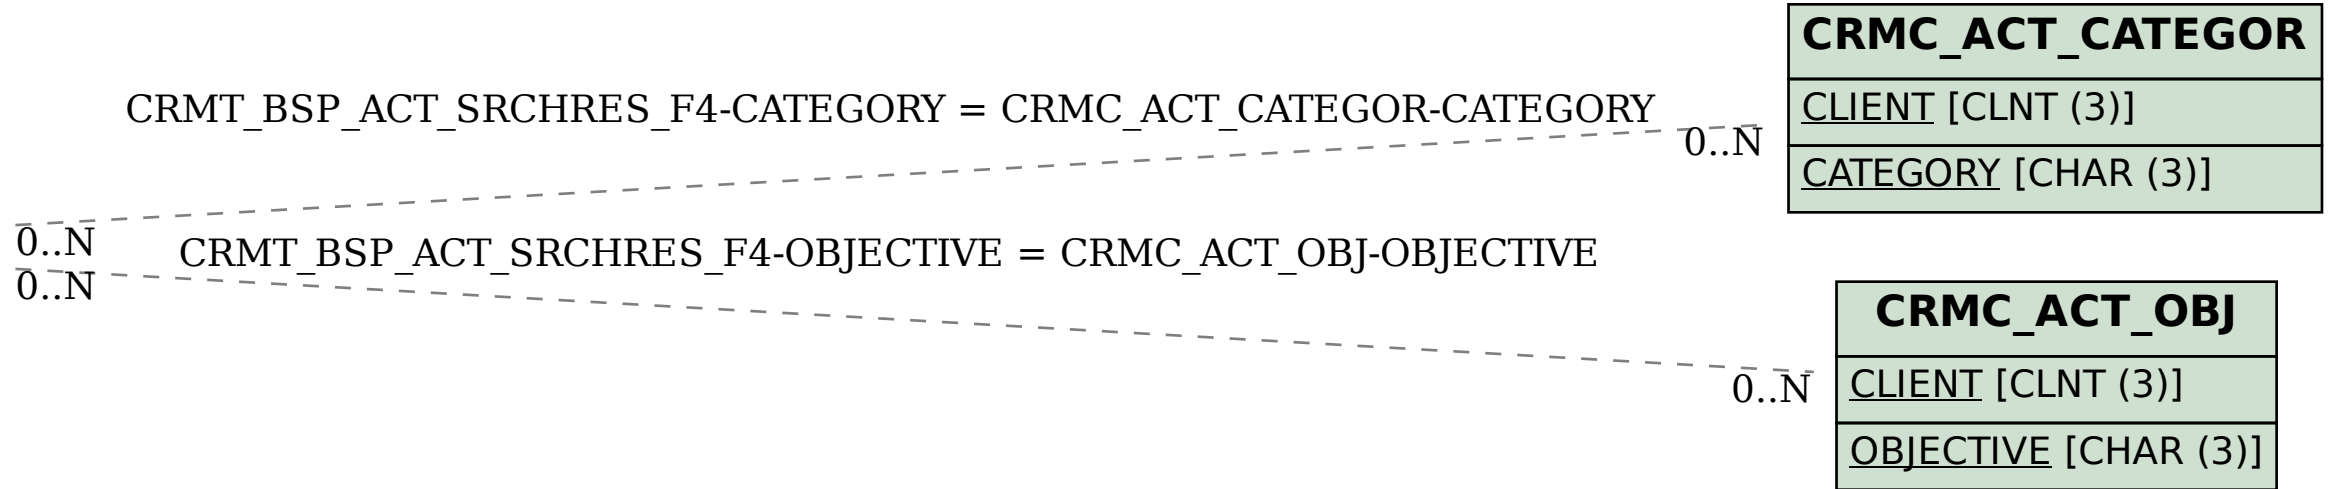 CRMC_ACT_CATEGOR
CLIENT [CLNT (3)]
CATEGORY [CHAR (3)]
CRMT_BSP_ACT_SRCHRES_F4-CATEGORY = CRMC_ACT_CATEGOR-CATEGORY
0..N
0..N
CRMT_BSP_ACT_SRCHRES_F4-OBJECTIVE = CRMC_ACT_OBJ-OBJECTIVE
0..N
0..N
CRMC_ACT_OBJ
CLIENT [CLNT (3)]
OBJECTIVE [CHAR (3)]